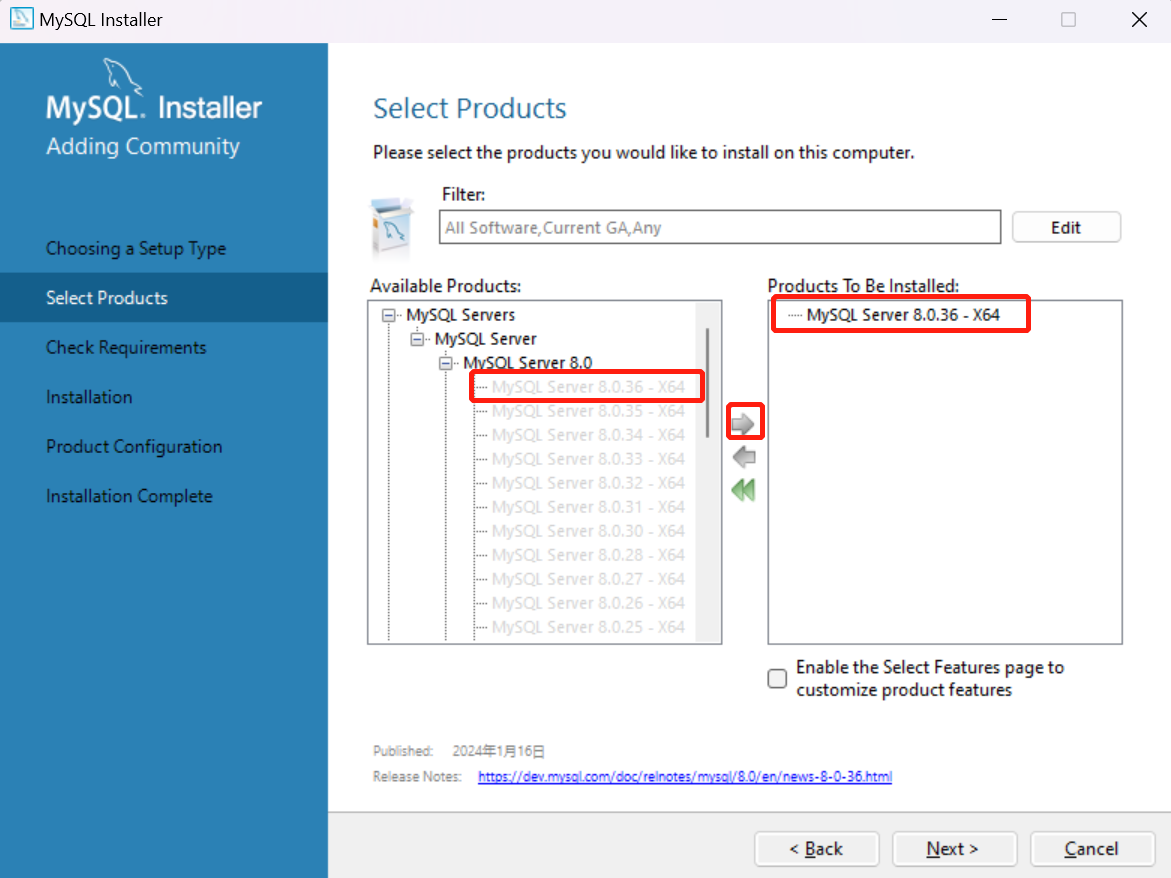 MySQL Installer
MySQL. Installer
Adding Community
Choosing a Setup Type
Select Products
Check Requirements
Installation
Product Configuration
Installation Complete
Select Products
Please select the products you would like to install on this computer.
Filter:
All Software,Current GA,Any
Edit
Available Products:
MySQL Servers
MySQL Server
MySQL Server 8.0
MySQL Server 8.0.36 - X64
MySQL Server 8.0.35 - X64
MySQL Server 8.0.34 - X64
MySQL Server 8.0.33 - X64
MySQL Server 8.0.32 - X64
MySQL Server 8.0.31 - X64
MySQL Server 8.0.30 - X64
MySQL Server 8.0.28 - X64
MySQL Server 8.0.27 - X64
MySQL Server 8.0.26 - X64
MySQL Server 8.0.25 - X64
Products To Be Installed:
MySQL Server 8.0.36 - X64
Enable the Select Features page to
customize product features
Published: 2024年1月16日
Release Notes: https://dev.mysql.com/doc/relnotes/mysql/8.0/en/news-8-0-36.html
< Back
Next >
Cancel